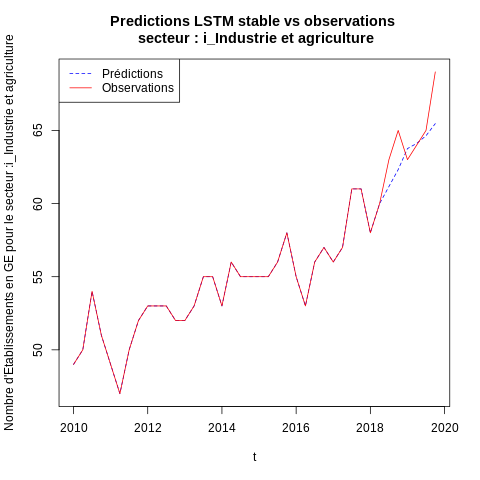 Predictions LSTM stable vs observations
secteur : i_Industrie et agriculture
Prédictions
Observations
Nombre d'Etablissements en GE pour le secteur :i_Industrie et agriculture
65
60
55
50
2010 2012 2014 2016 2018 2020
t